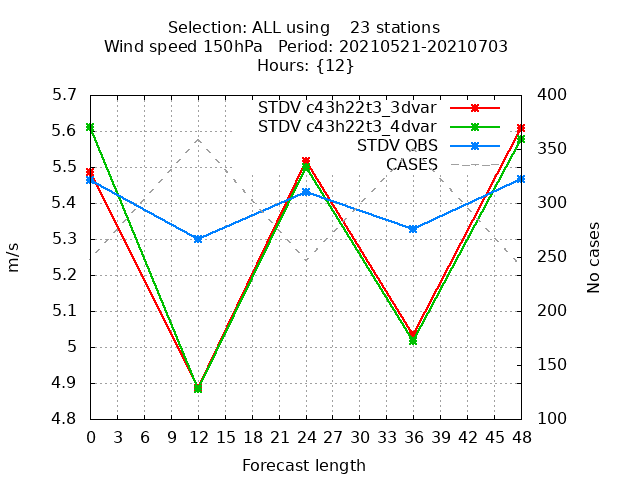 Selection: ALL using    23 stations
Wind speed 150hPa   Period: 20210521-20210703
Hours: {12}
STDV c43h22t3_3dvar
STDV c43h22t3_4dvar
STDV OBS
CASES
5.7
5.6
5.5
5.4
5.3
5.2
5.1
5
4.9
4.8
m/s
400
350
300
250
200
150
100
No cases
0 3 6 9 12 15 18 21 24 27 30 33 36 39 42 45 48
Forecast length